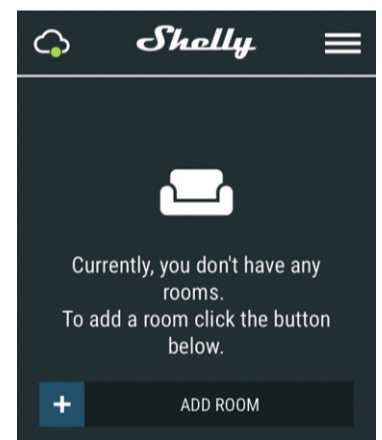 Shelly
Currently, you don't have any
rooms.
To add a room click the button
below.
+ ADD ROOM